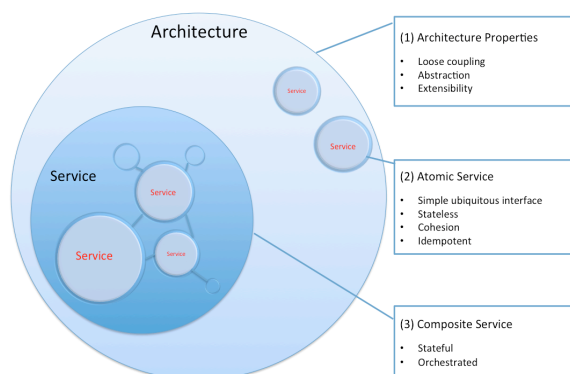 Architecture
Service
Service
Service
Service
Service
Service
(1) Architecture Properties
• Loose coupling
• Abstraction
• Extensibility
(2) Atomic Service
• Simple ubiquitous interface
• Stateless
• Cohesion
• Idempotent
(3) Composite Service
• Stateful
• Orchestrated